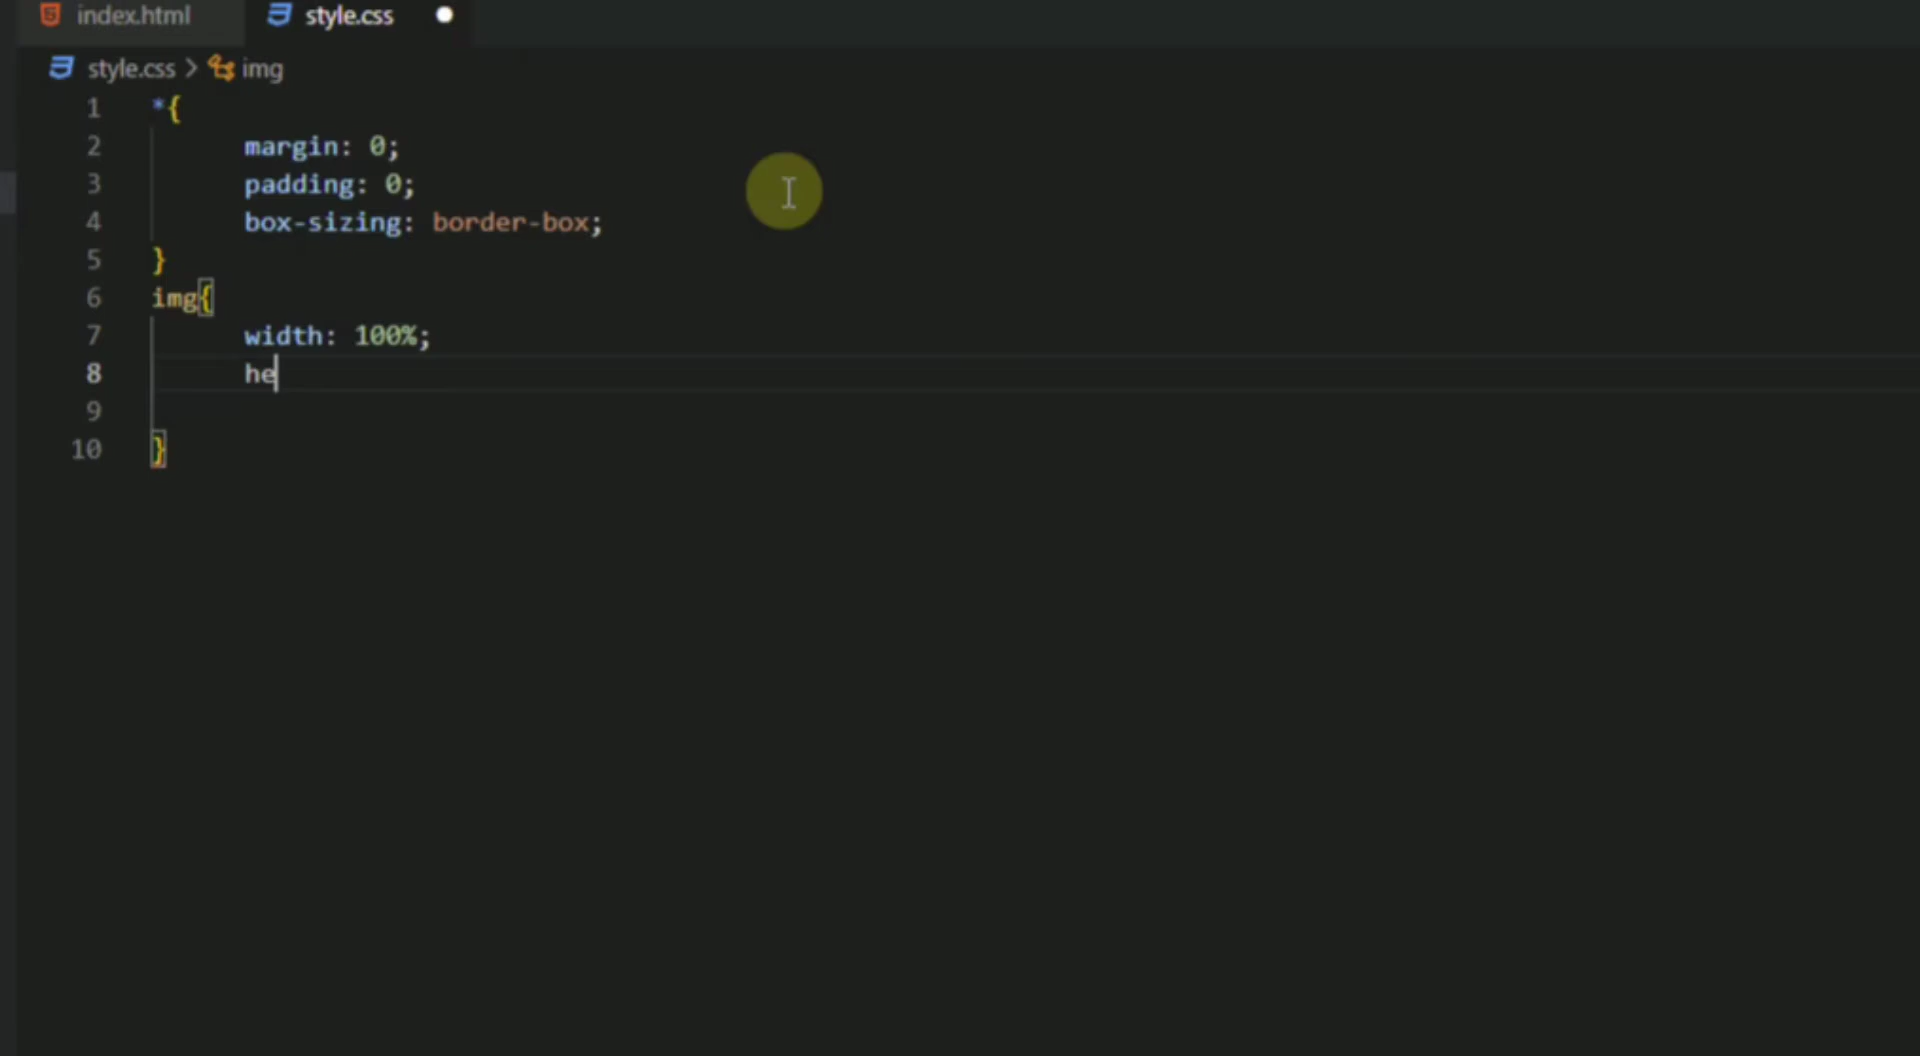 index.html style.css
style.css > img
1 *{
2 margin: 0;
3 padding: 0;
4 box-sizing: border-box;
5 }
6 img{
7 width: 100%;
8 he
9
10 }